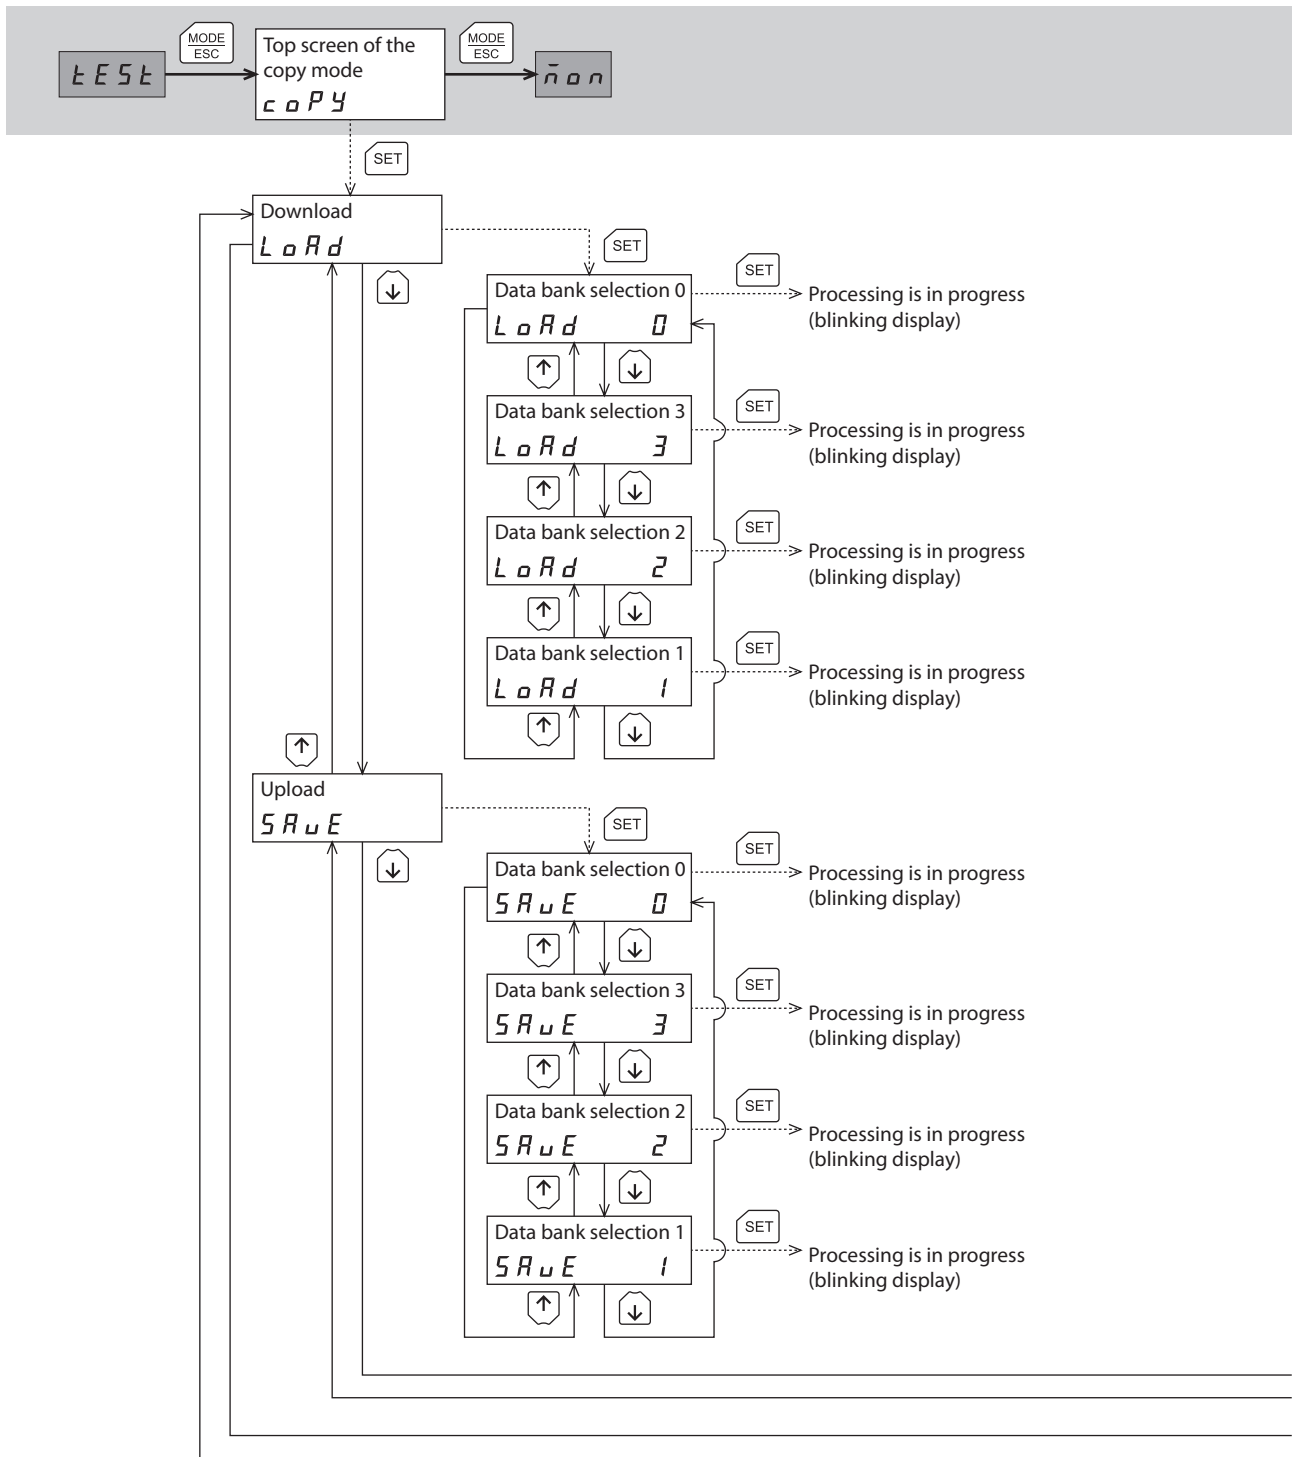 MODE
ESC
MODE
ESC
tESt
Top screen of the
copy mode
coPY
mon
SET
Download
LoAd
SET
↓
Data bank selection 0
LoAd 0
SET
Processing is in progress
(blinking display)
↑ ↓
Data bank selection 3
LoAd 3
SET
Processing is in progress
(blinking display)
↑ ↓
Data bank selection 2
LoAd 2
SET
Processing is in progress
(blinking display)
↑ ↓
Data bank selection 1
LoAd 1
SET
Processing is in progress
(blinking display)
↑ ↓
↑
Upload
SAvE
SET
↓
Data bank selection 0
SAvE 0
SET
Processing is in progress
(blinking display)
↑ ↓
Data bank selection 3
SAvE 3
SET
Processing is in progress
(blinking display)
↑ ↓
Data bank selection 2
SAvE 2
SET
Processing is in progress
(blinking display)
↑ ↓
Data bank selection 1
SAvE 1
SET
Processing is in progress
(blinking display)
↑ ↓